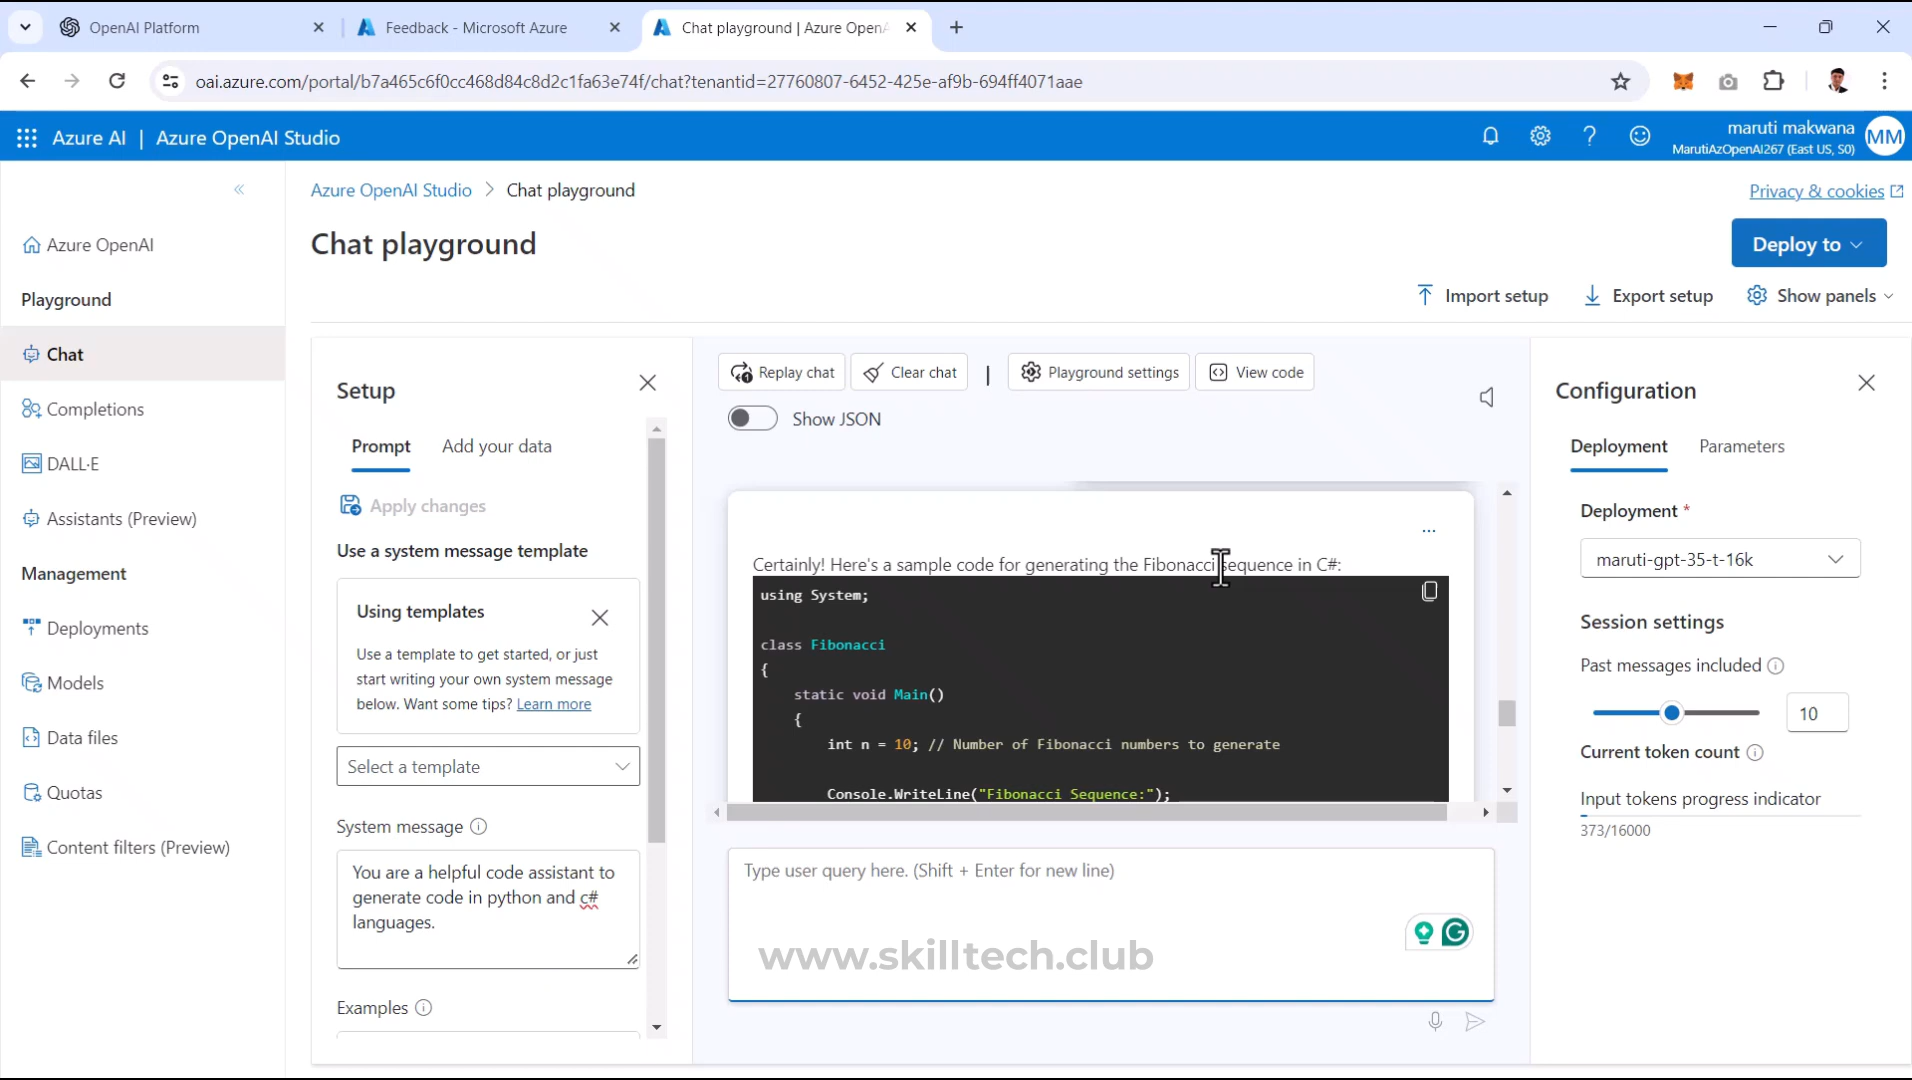 OpenAI Platform
Feedback - Microsoft Azure
Chat playground | Azure OpenA
oai.azure.com/portal/b7a465c6f0cc468d84c8d2c1fa63e74f/chat?tenantid=27760807-6452-425e-af9b-694ff4071aae
Azure AI | Azure OpenAI Studio
maruti makwana
MarutiAzOpenAI267 (East US, S0)
MM
Azure OpenAI Studio > Chat playground
Privacy & cookies
Chat playground
Deploy to
Import setup
Export setup
Show panels
Azure OpenAI
Playground
Chat
Completions
DALL·E
Assistants (Preview)
Management
Deployments
Models
Data files
Quotas
Content filters (Preview)
Setup
Prompt
Add your data
Apply changes
Use a system message template
Using templates
Use a template to get started, or just
start writing your own system message
below. Want some tips? Learn more
Select a template
System message
You are a helpful code assistant to
generate code in python and c#
languages.
Examples
Replay chat
Clear chat
|
Playground settings
View code
Show JSON
...
Certainly! Here's a sample code for generating the Fibonacci sequence in C#:
using System;
class Fibonacci
{
static void Main()
{
int n = 10; // Number of Fibonacci numbers to generate
Console.WriteLine("Fibonacci Sequence:");
Type user query here. (Shift + Enter for new line)
www.skilltech.club
Configuration
Deployment
Parameters
Deployment *
maruti-gpt-35-t-16k
Session settings
Past messages included
10
Current token count
Input tokens progress indicator
373/16000